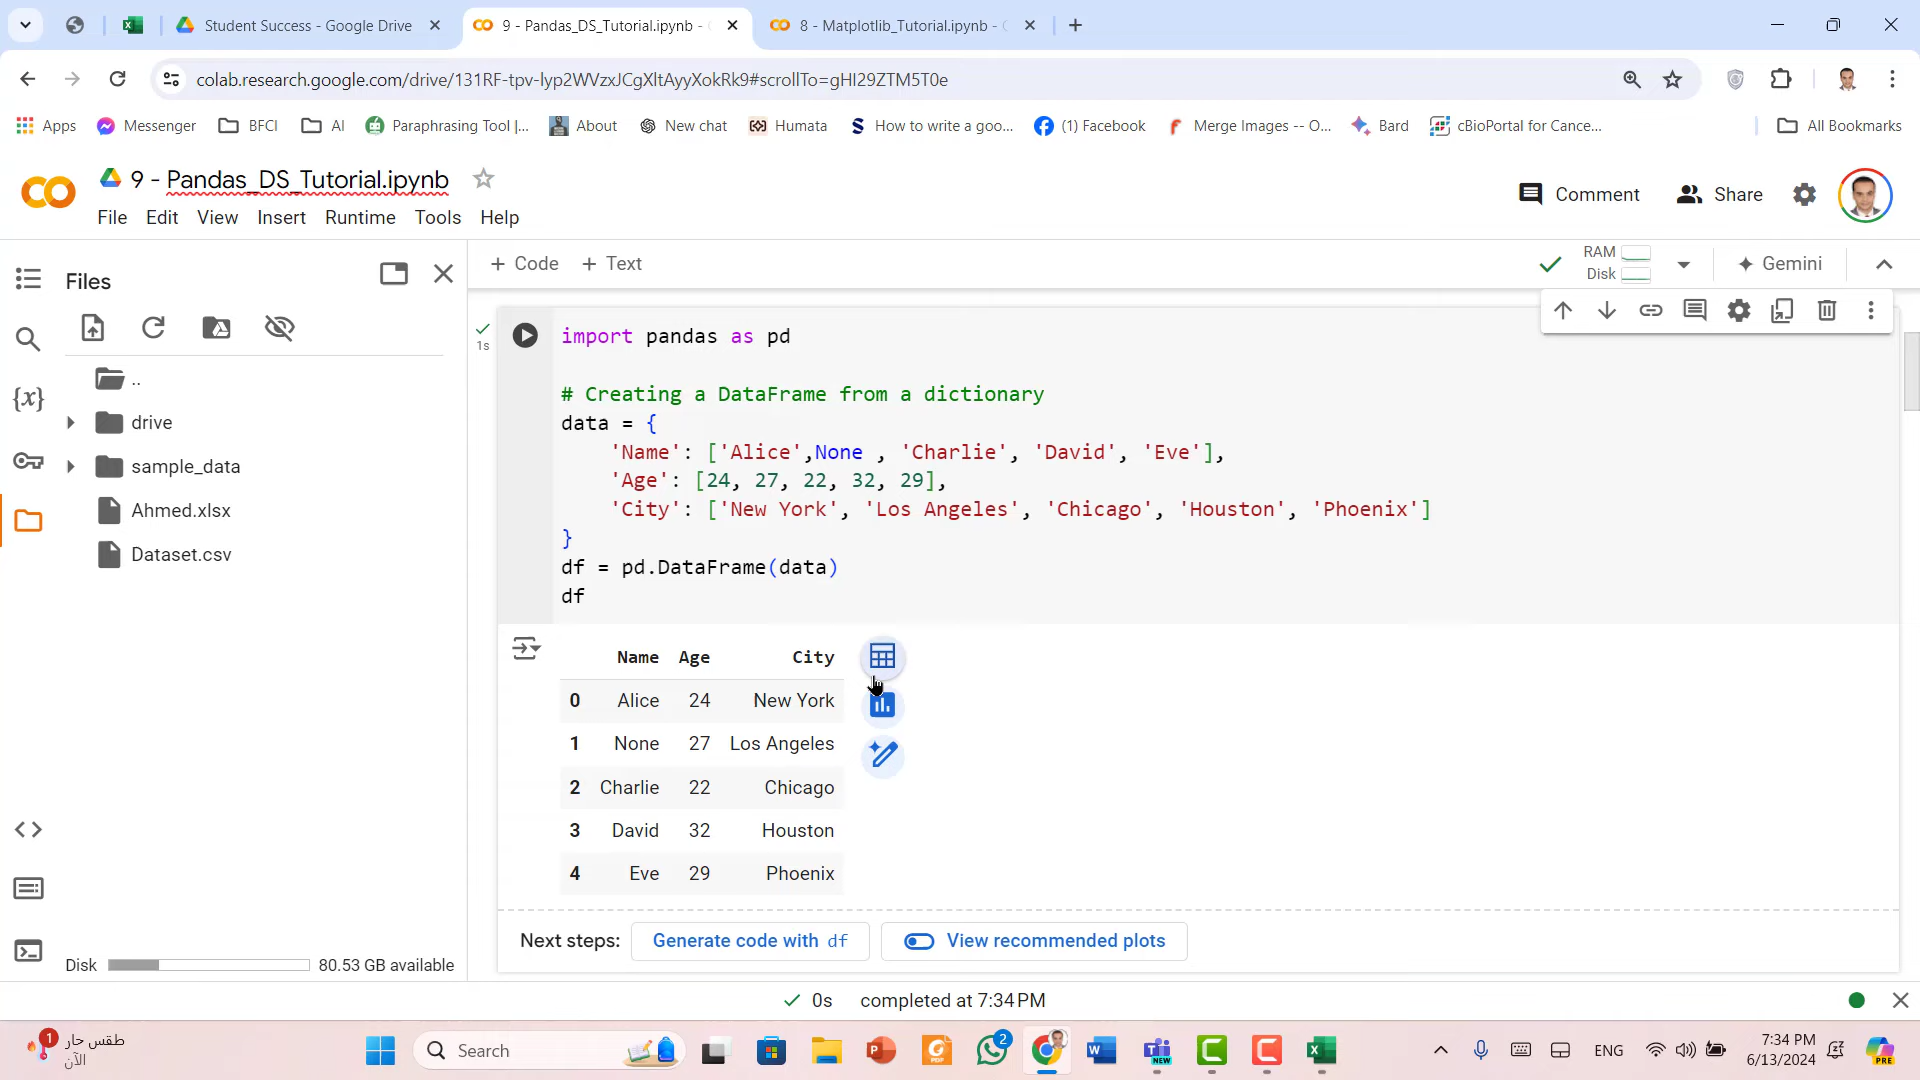 Student Success - Google Drive
9 - Pandas_DS_Tutorial.ipynb -
8 - Matplotlib_Tutorial.ipynb -
colab.research.google.com/drive/131RF-tpv-lyp2WVzxJCgXltAyyXokRk9#scrollTo=gHI29ZTM5T0e
Apps Messenger BFCI AI Paraphrasing Tool |... About New chat Humata How to write a goo... (1) Facebook Merge Images -- O... Bard cBioPortal for Cance... All Bookmarks
9 - Pandas_DS_Tutorial.ipynb
Comment Share
File Edit View Insert Runtime Tools Help
Files
+ Code + Text
RAM
Disk
Gemini
..
drive
sample_data
Ahmed.xlsx
Dataset.csv
{x}
Disk 80.53 GB available
1s
import pandas as pd
# Creating a DataFrame from a dictionary
data = {
'Name': ['Alice',None , 'Charlie', 'David', 'Eve'],
'Age': [24, 27, 22, 32, 29],
'City': ['New York', 'Los Angeles', 'Chicago', 'Houston', 'Phoenix']
}
df = pd.DataFrame(data)
df
Name Age City
0 Alice 24 New York
1 None 27 Los Angeles
2 Charlie 22 Chicago
3 David 32 Houston
4 Eve 29 Phoenix
Next steps: Generate code with df View recommended plots
0s completed at 7:34 PM
1
طقس حار
الآن
Search
2
NEW
ENG
7:34 PM
6/13/2024
PRE